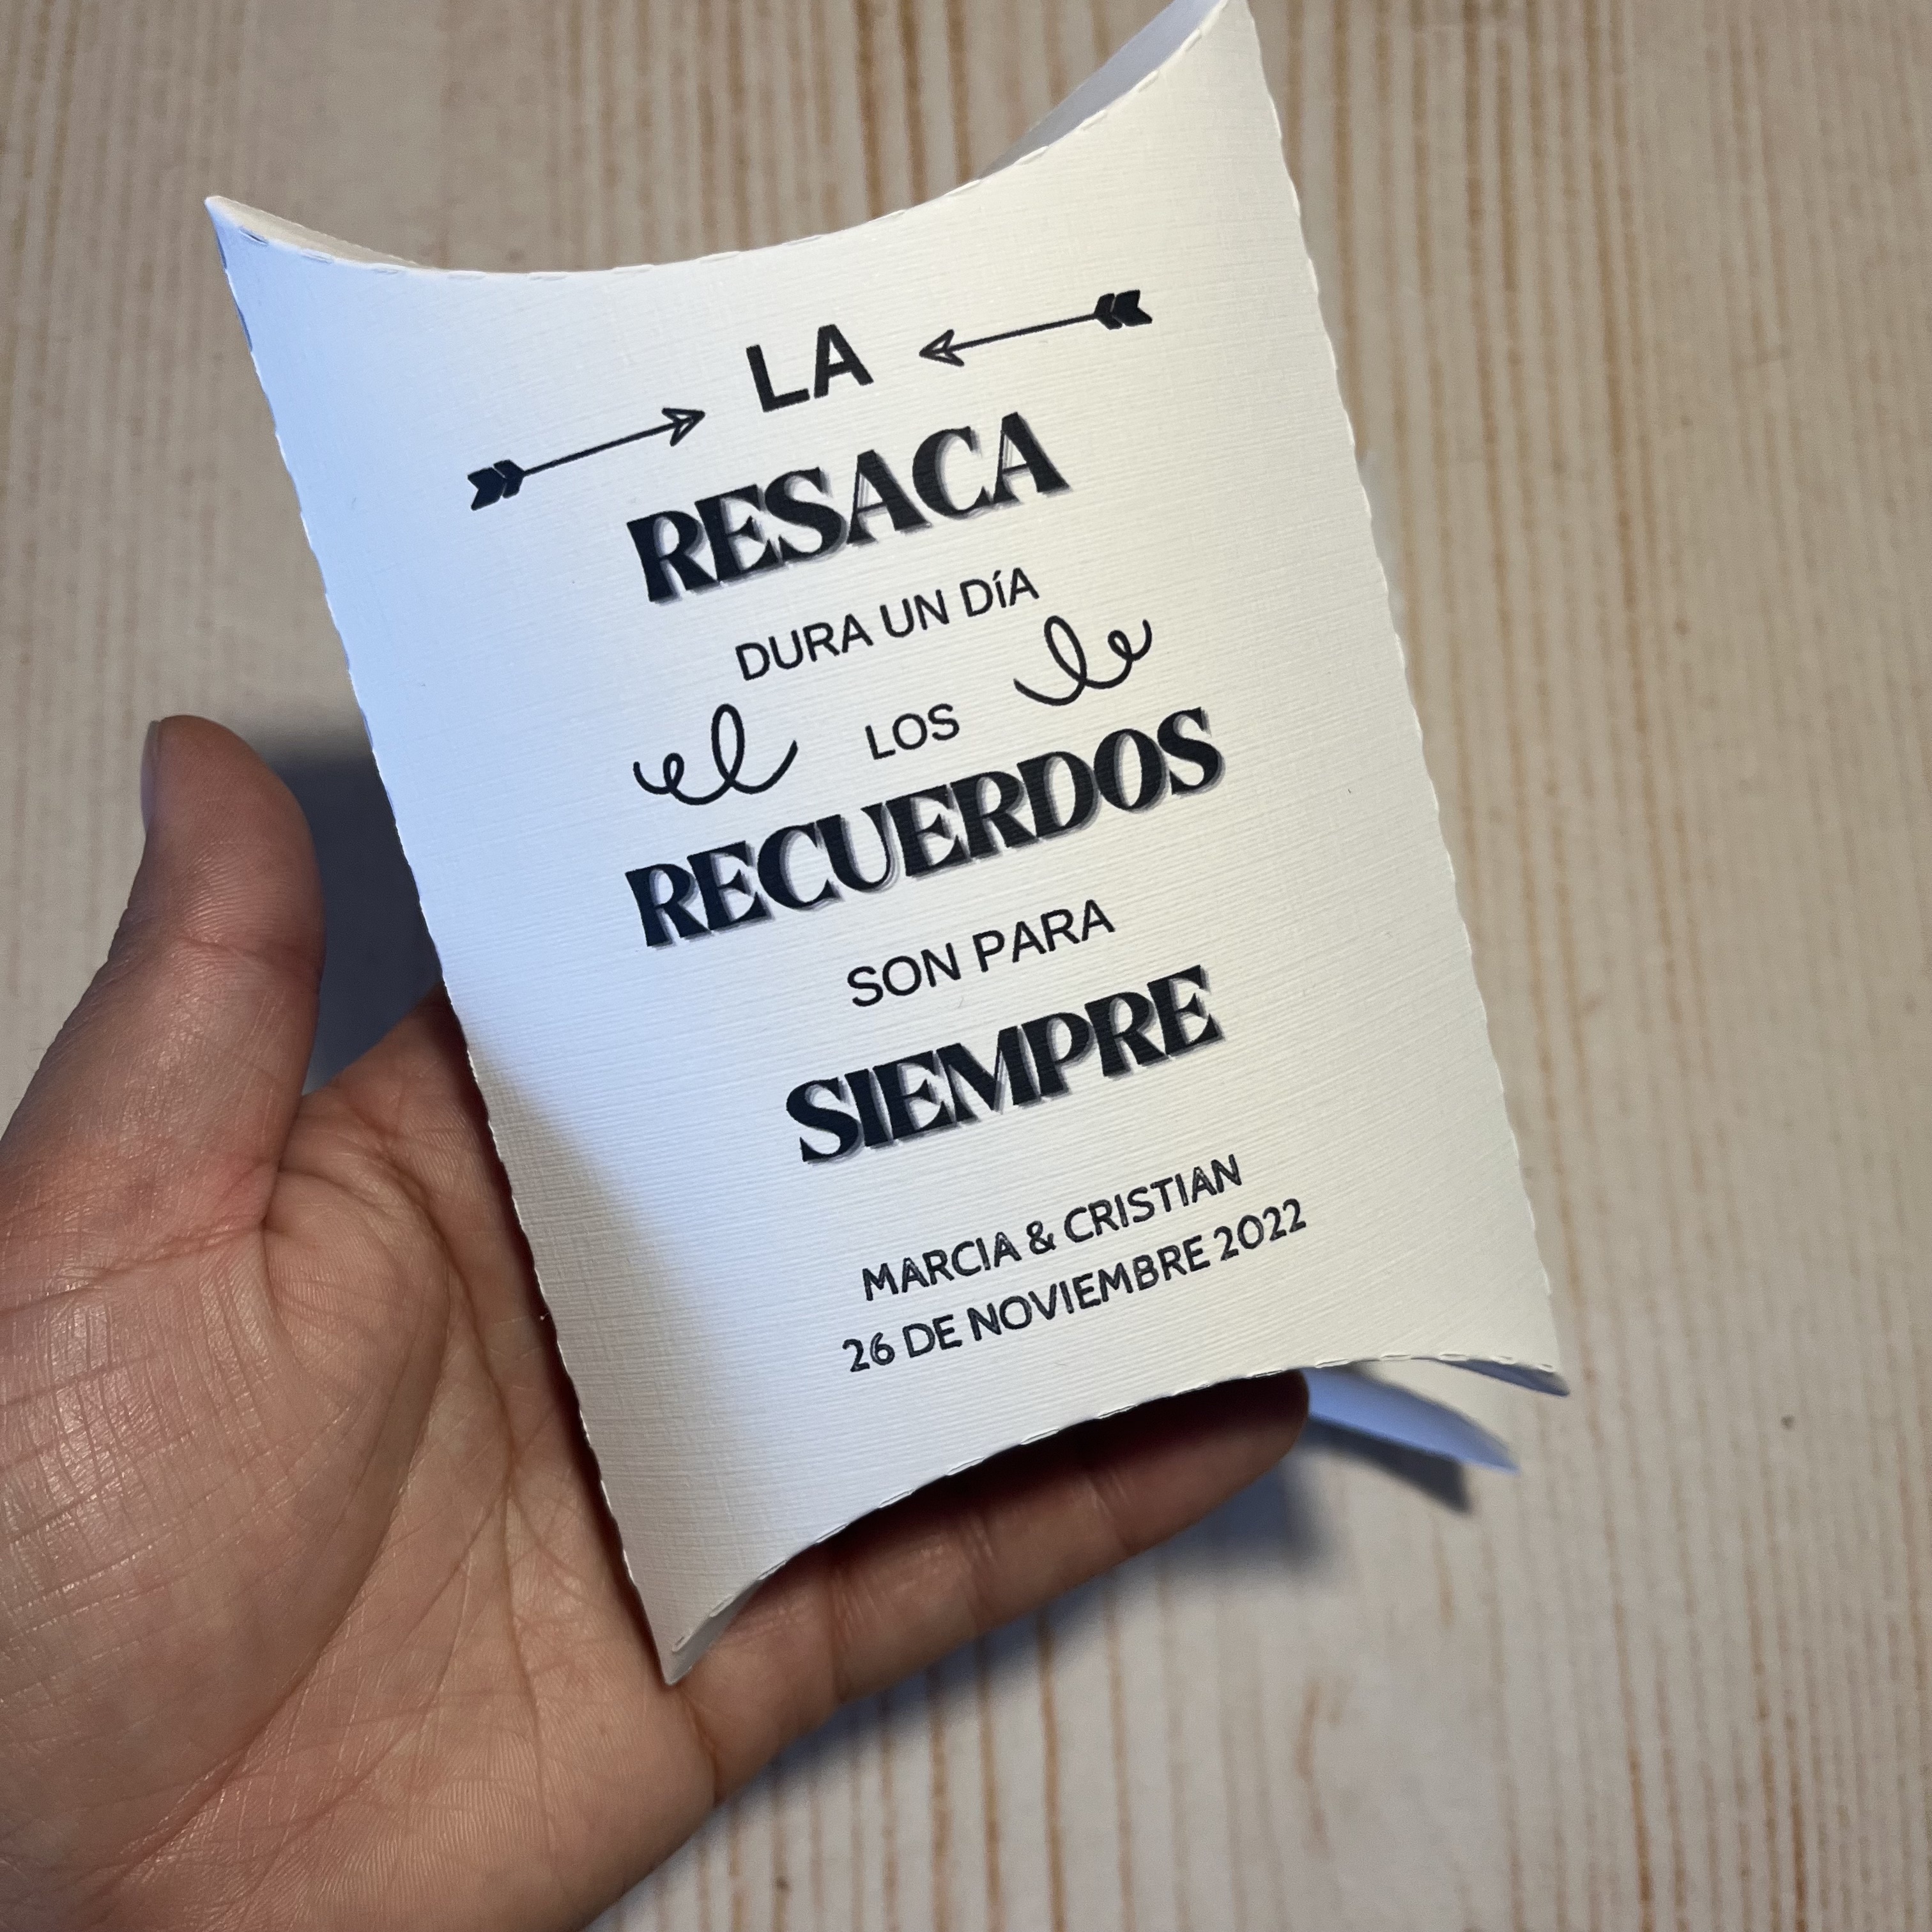 LA
RESACA
DURA UN DíA
LOS
RECUERDOS
SON PARA
SIEMPRE
MARCIA & CRISTIAN
26 DE NOVIEMBRE 2022